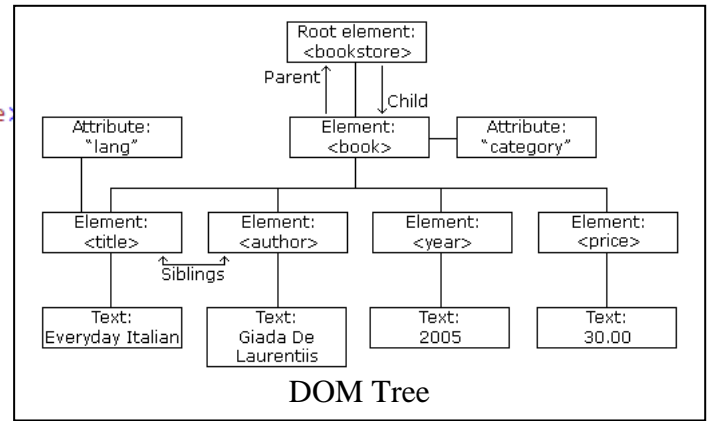 Root element:
<bookstore>
Parent
Child
e>
Attribute:
"lang"
Element:
<book>
Attribute:
"category"
Element:
<title>
Element:
<author>
Element:
<year>
Element:
<price>
Siblings
Text:
Everyday Italian
Text:
Giada De
Laurentiis
Text:
2005
Text:
30.00
DOM Tree